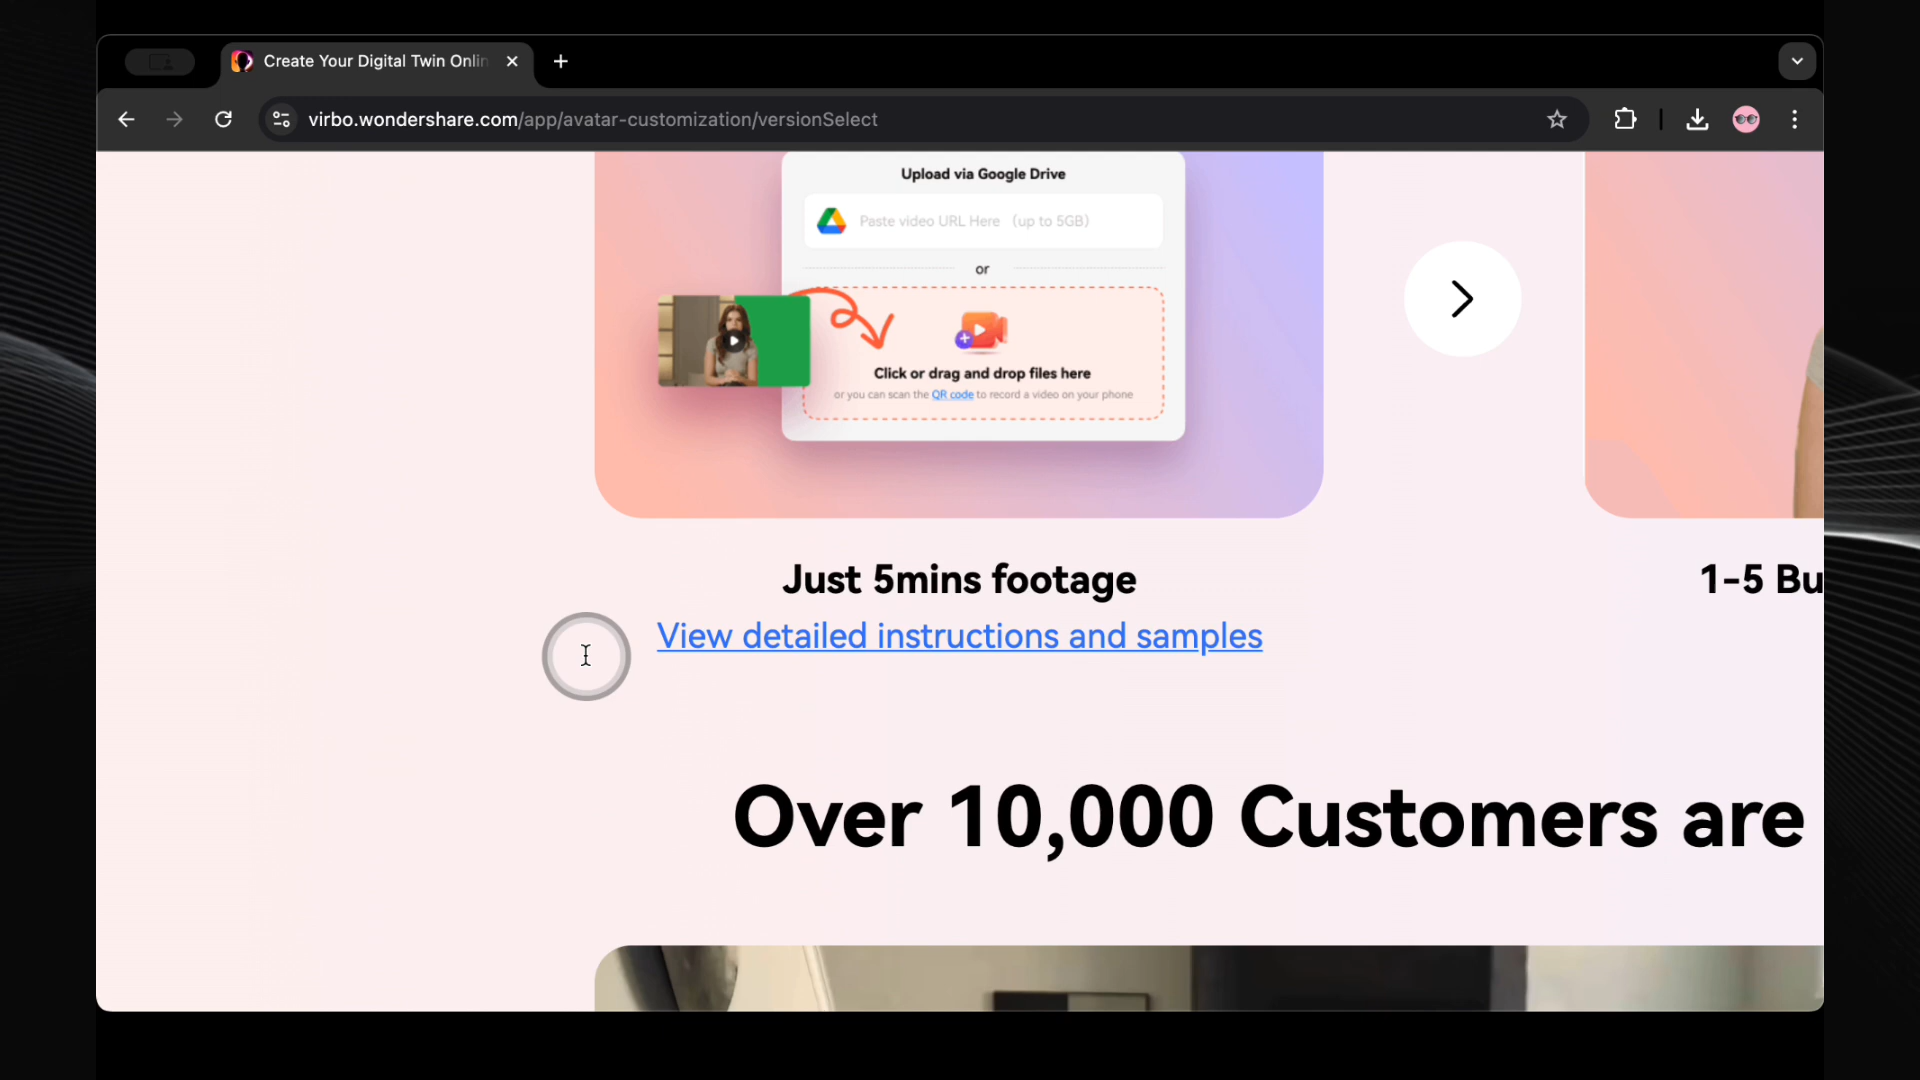 Create Your Digital Twin Onlin
virbo.wondershare.com/app/avatar-customization/versionSelect
Upload via Google Drive
Paste video URL Here (up to 5GB)
or
Click or drag and drop files here
or you can scan the QR code to record a video on your phone
Just 5mins footage
1-5 Bu
View detailed instructions and samples
Over 10,000 Customers are